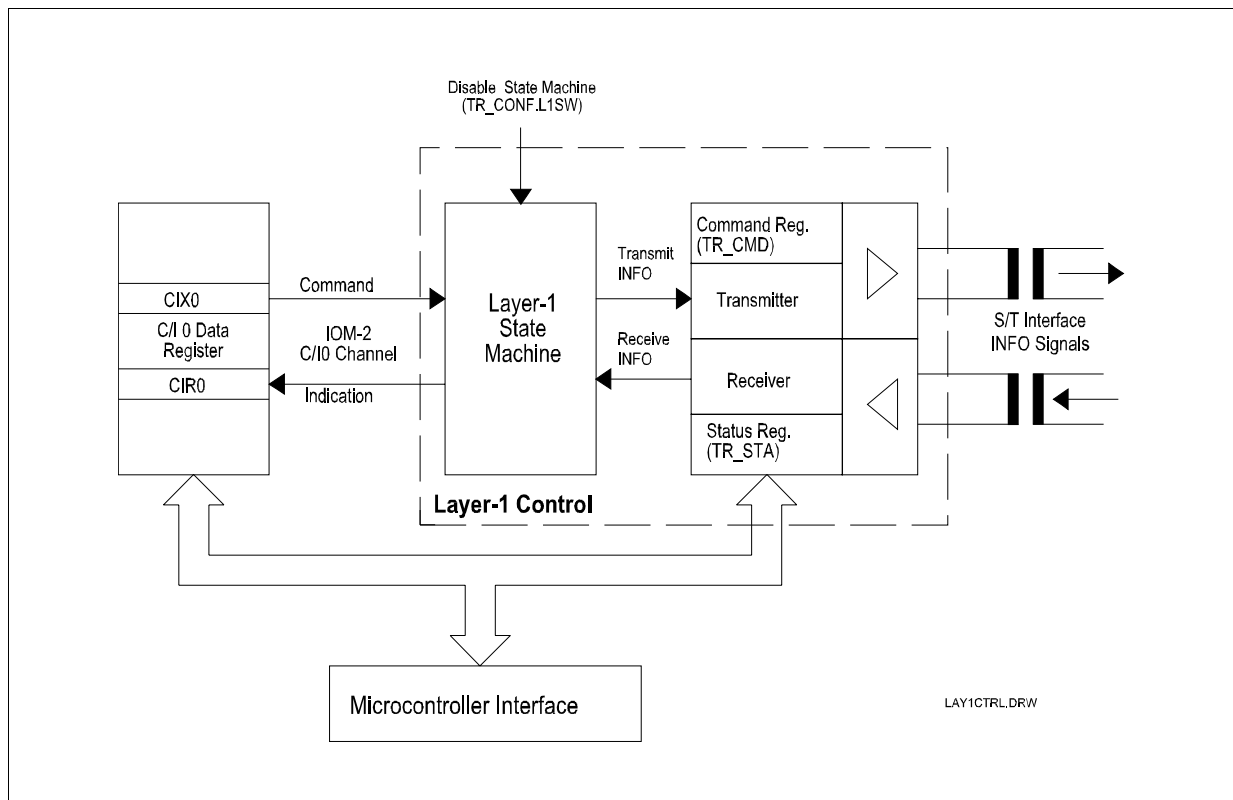 Disable State Machine
(TR_CONF.L1SW)
CIX0
C/I 0 Data
Register
CIR0
Command
IOM-2
C/I0 Channel
Indication
Layer-1
State
Machine
Transmit
INFO
Receive
INFO
Command Reg.
(TR_CMD)
Transmitter
Receiver
Status Reg.
(TR_STA)
S/T Interface
INFO Signals
Layer-1 Control
Microcontroller Interface
LAY1CTRL.DRW